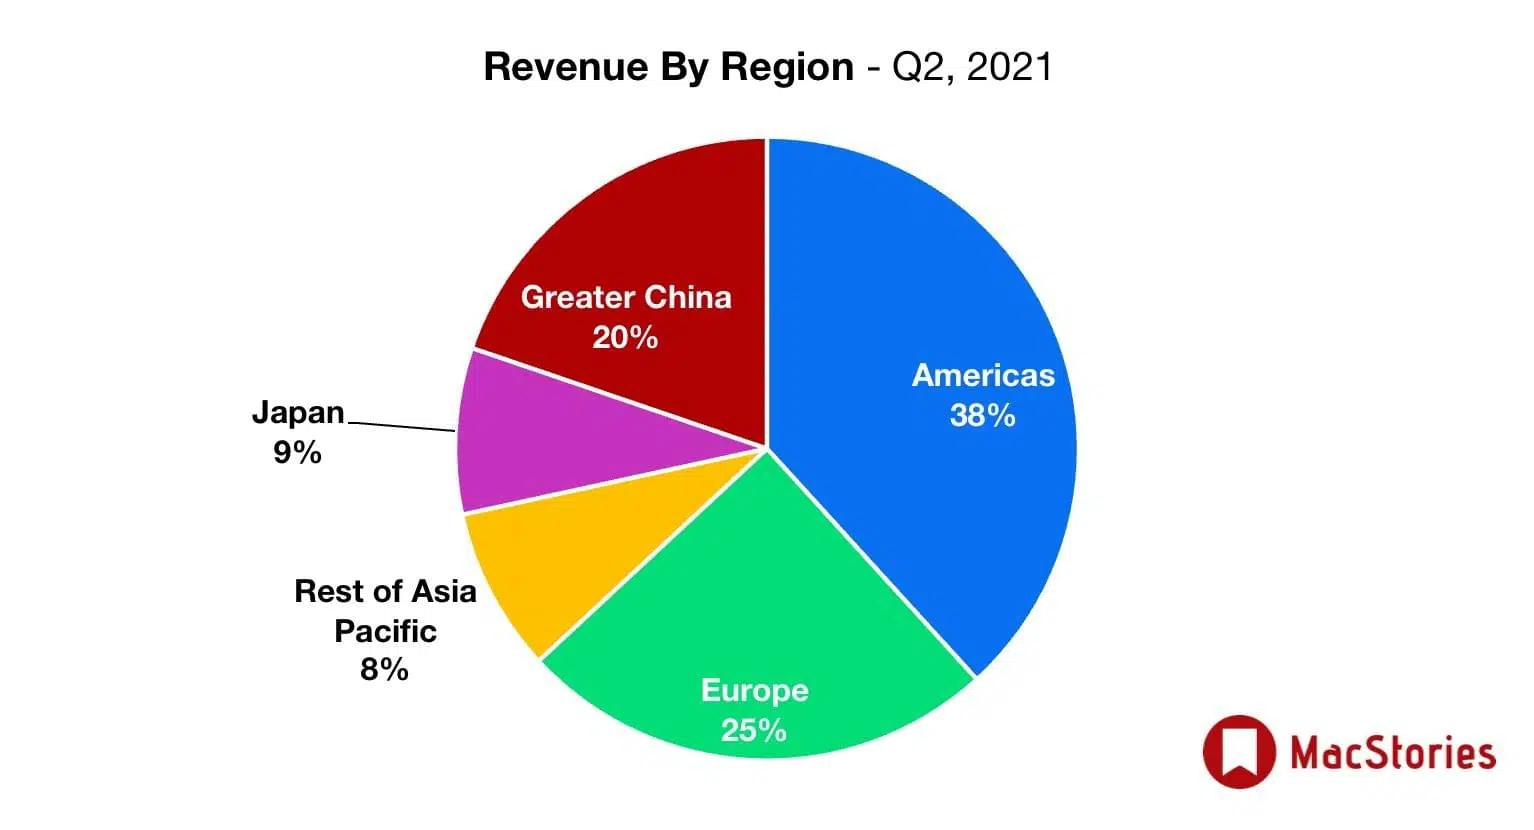 Revenue By Region - Q2, 2021
Greater China
20%
Americas
38%
Japan
9%
Rest of Asia
Pacific
8%
Europe
25%
MacStories